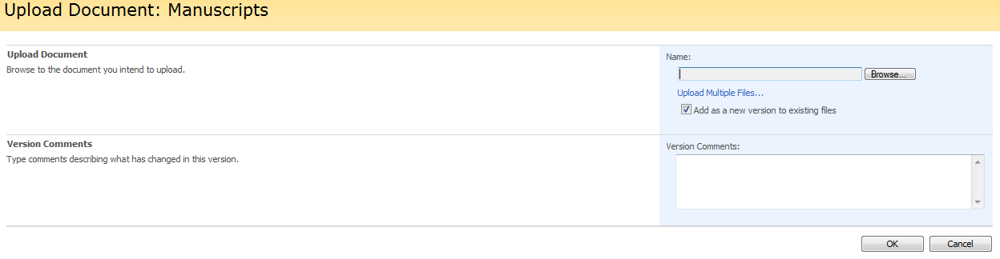 Upload Document: Manuscripts
Upload Document
Browse to the document you intend to upload.
Name:
Browse...
Upload Multiple Files...
Add as a new version to existing files
Version Comments
Type comments describing what has changed in this version.
Version Comments:
OK
Cancel